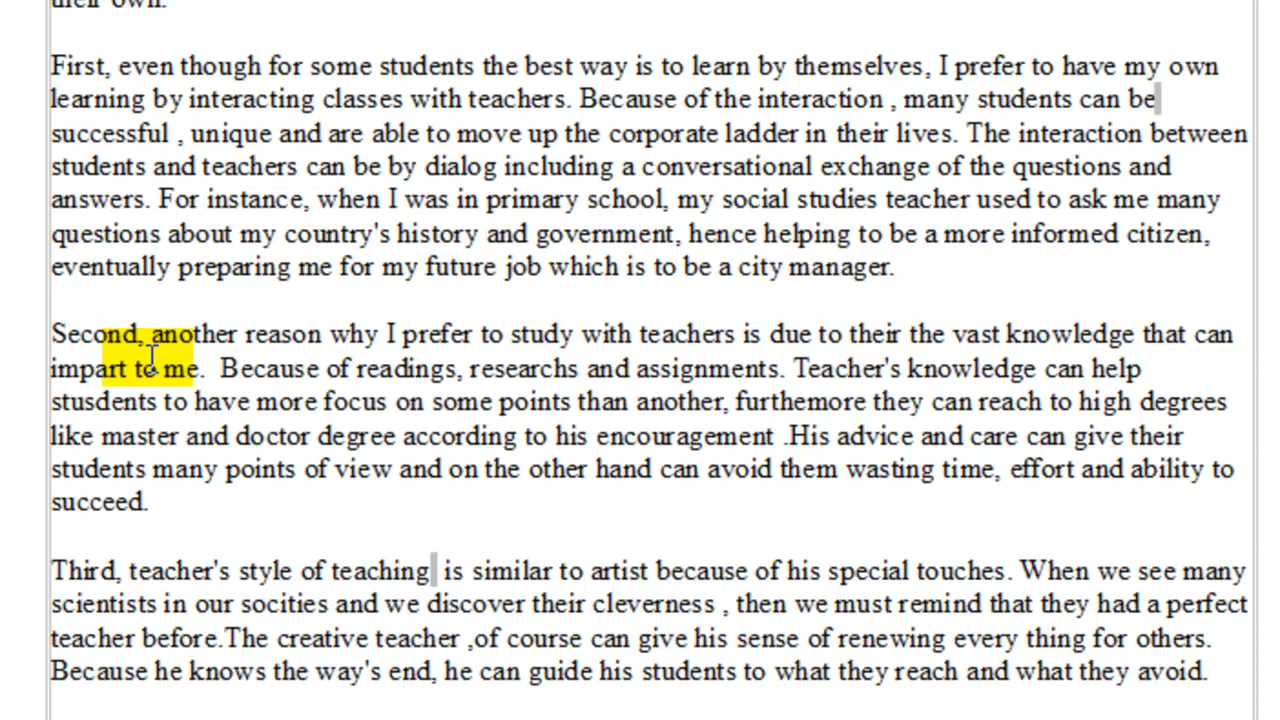 their own.
First, even though for some students the best way is to learn by themselves, I prefer to have my own
learning by interacting classes with teachers. Because of the interaction , many students can be
successful , unique and are able to move up the corporate ladder in their lives. The interaction between
students and teachers can be by dialog including a conversational exchange of the questions and
answers. For instance, when I was in primary school, my social studies teacher used to ask me many
questions about my country's history and government, hence helping to be a more informed citizen,
eventually preparing me for my future job which is to be a city manager.
Second, another reason why I prefer to study with teachers is due to their the vast knowledge that can
impart to me.  Because of readings, researchs and assignments. Teacher's knowledge can help
stusdents to have more focus on some points than another, furthemore they can reach to high degrees
like master and doctor degree according to his encouragement .His advice and care can give their
students many points of view and on the other hand can avoid them wasting time, effort and ability to
succeed.
Third, teacher's style of teaching  is similar to artist because of his special touches. When we see many
scientists in our socities and we discover their cleverness , then we must remind that they had a perfect
teacher before.The creative teacher ,of course can give his sense of renewing every thing for others.
Because he knows the way's end, he can guide his students to what they reach and what they avoid.